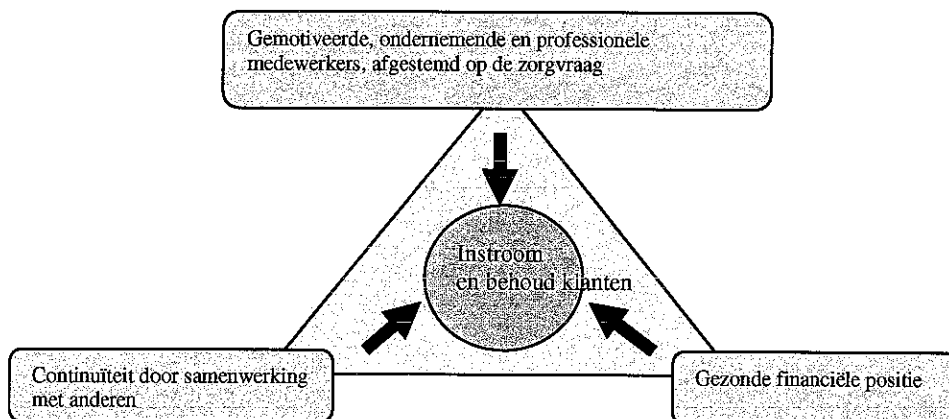 Gemotiveerde, ondernemende en professionele
medewerkers, afgestemd op de zorgvraag
Instroom
en behoud klanten
Continuïteit door samenwerking
met anderen
Gezonde financiële positie